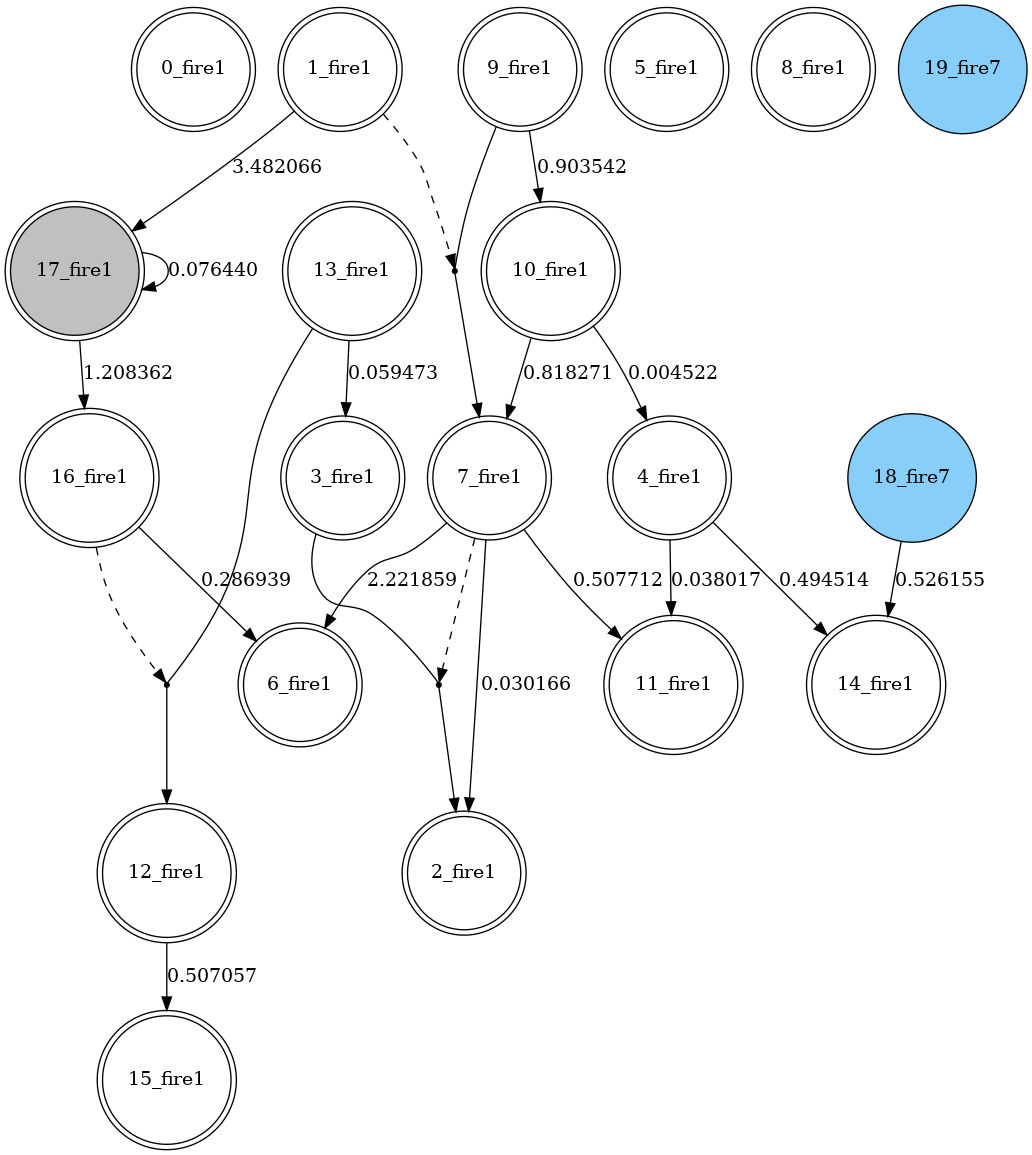 0_fire1
1_fire1
9_fire1
5_fire1
8_fire1
19_fire7
3.482066
0.903542
17_fire1
0.076440
13_fire1
10_fire1
1.208362
0.059473
0.818271
0.004522
16_fire1
3_fire1
7_fire1
4_fire1
18_fire7
0.286939
2.221859
0.507712
0.038017
0.494514
0.526155
6_fire1
0.030166
11_fire1
14_fire1
12_fire1
2_fire1
0.507057
15_fire1